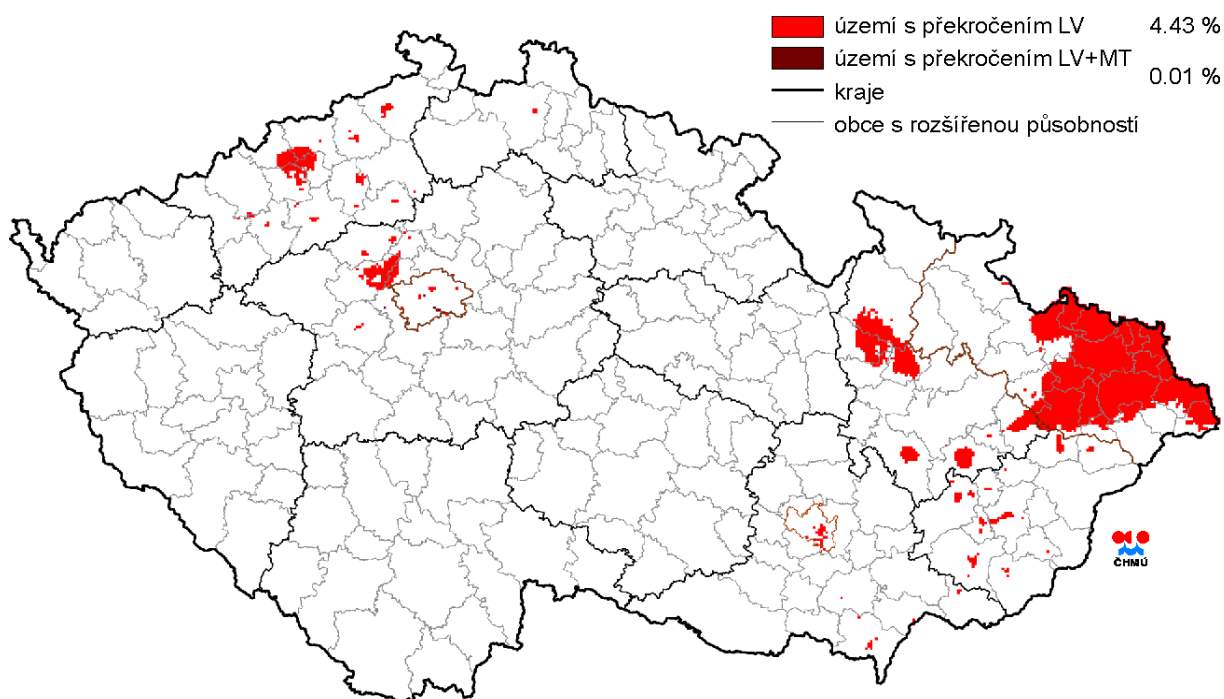 území s překročením LV 4.43 %
území s překročením LV+MT 0.01 %
kraje
obce s rozšířenou působností
ČHMÚ